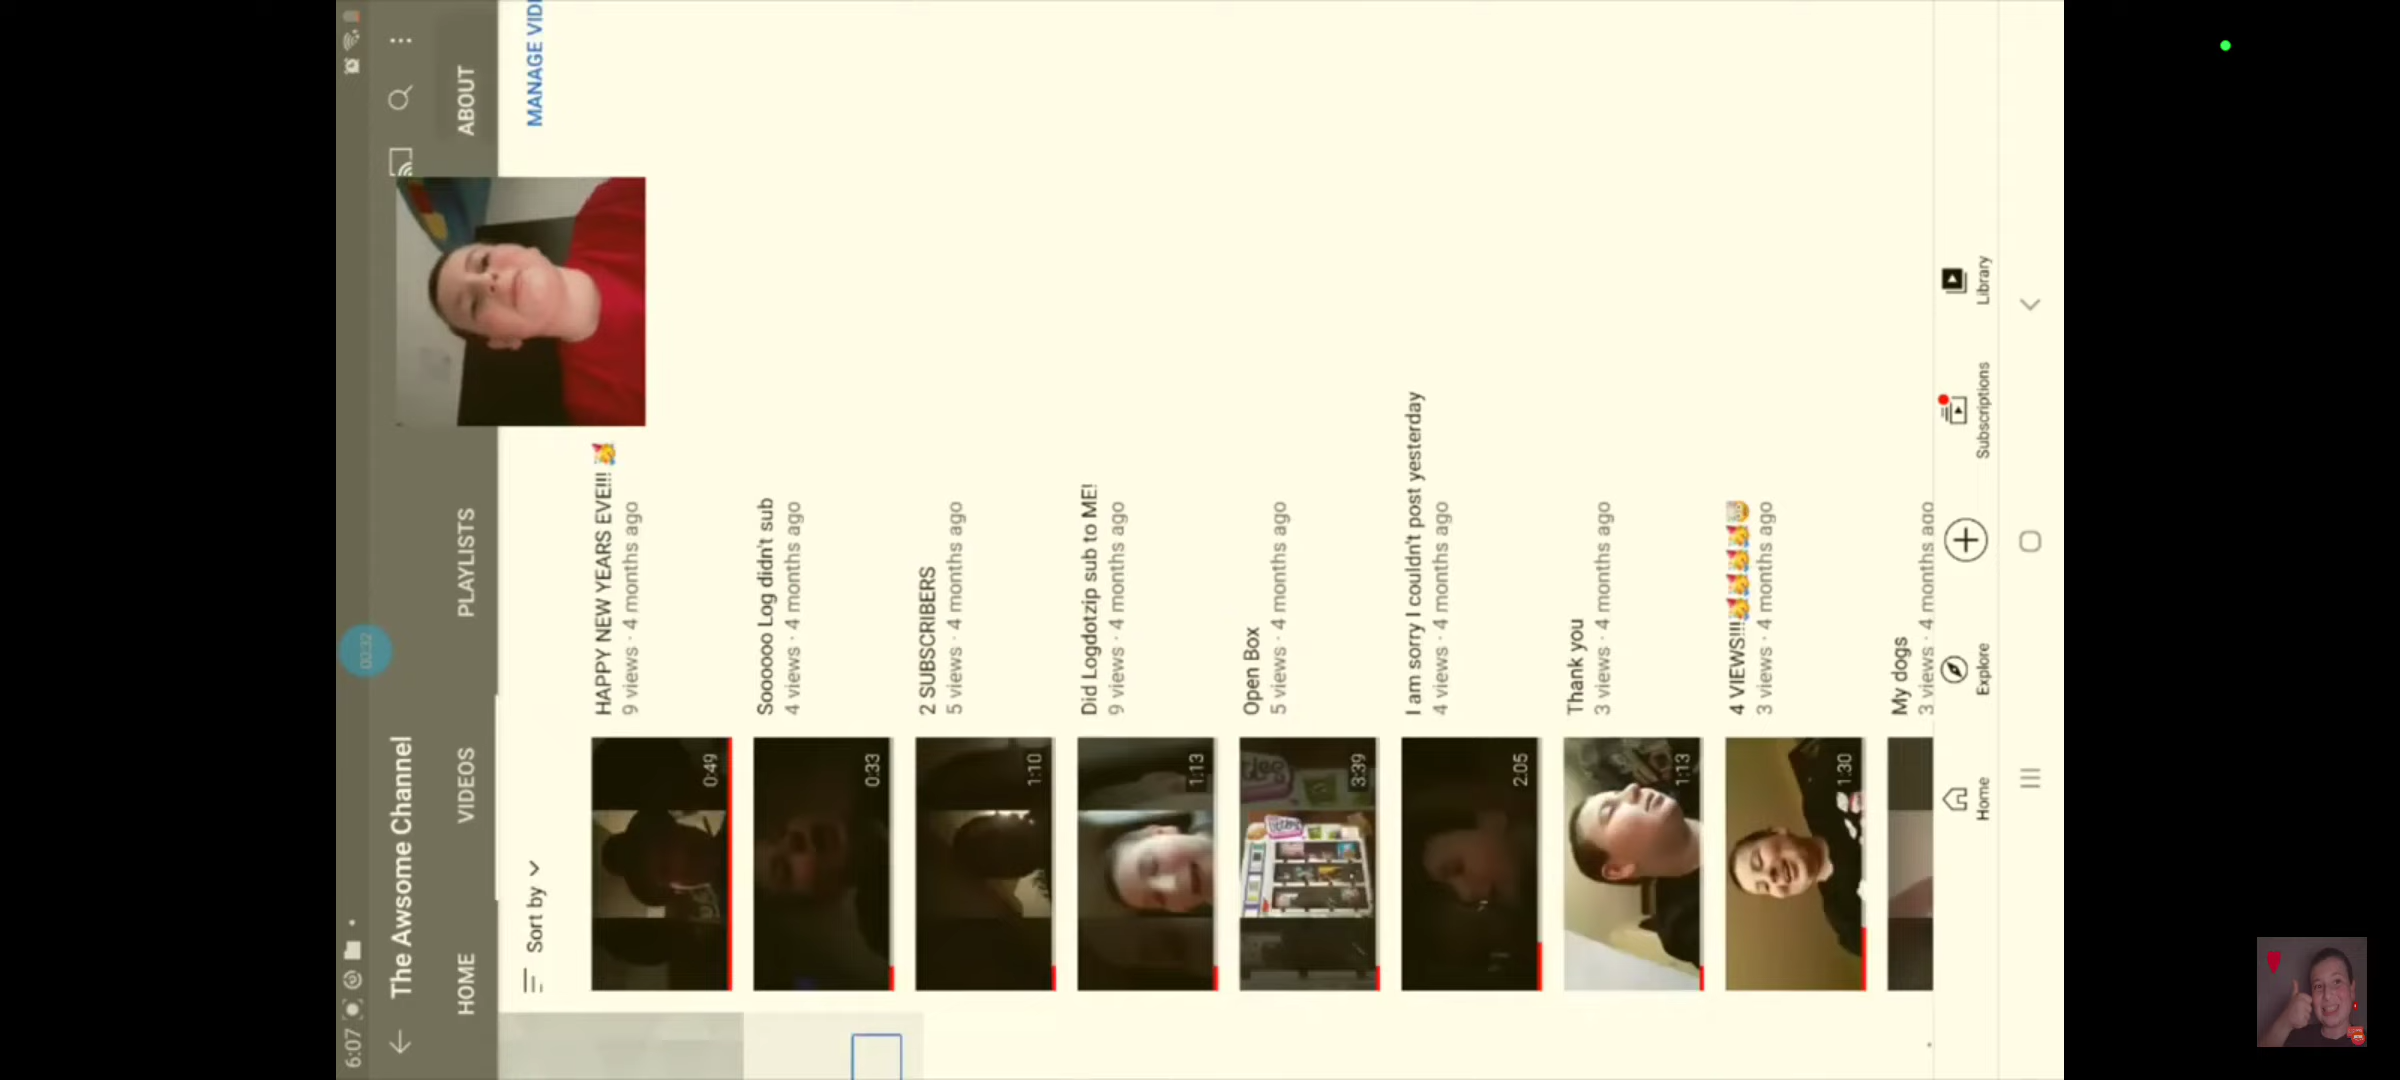 6:07
The Awsome Channel
HOME
VIDEOS
PLAYLISTS
ABOUT
00:32
Sort by
MANAGE VID
HAPPY NEW YEARS EVE!!! 🥳
9 views · 4 months ago
0:49
Soooooo Log didn't sub
4 views · 4 months ago
0:33
2 SUBSCRIBERS
5 views · 4 months ago
1:10
Did Logdotzip sub to ME!
9 views · 4 months ago
1:13
Open Box
5 views · 4 months ago
3:39
I am sorry I couldn't post yesterday
4 views · 4 months ago
2:05
Thank you
3 views · 4 months ago
1:13
4 VIEWS!!!🥳🥳🥳🥳🤯
3 views · 4 months ago
1:30
My dogs
3 views · 4 months ago
Home
Explore
Subscriptions
Library